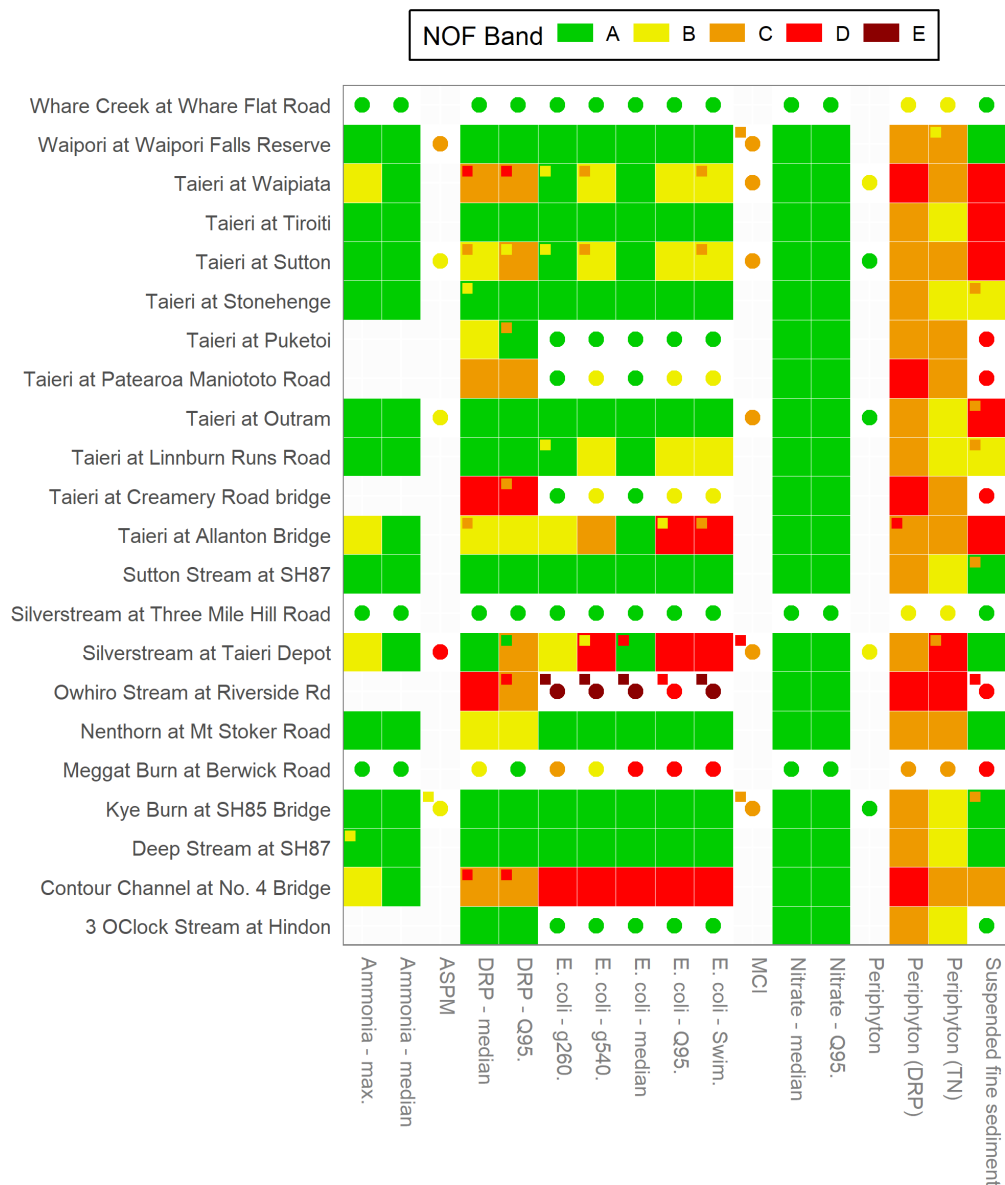 NOF Band A B C D E
Whare Creek at Whare Flat Road
Waipori at Waipori Falls Reserve
Taieri at Waipiata
Taieri at Tiroiti
Taieri at Sutton
Taieri at Stonehenge
Taieri at Puketoi
Taieri at Patearoa Maniototo Road
Taieri at Outram
Taieri at Linnburn Runs Road
Taieri at Creamery Road bridge
Taieri at Allanton Bridge
Sutton Stream at SH87
Silverstream at Three Mile Hill Road
Silverstream at Taieri Depot
Owhiro Stream at Riverside Rd
Nenthorn at Mt Stoker Road
Meggat Burn at Berwick Road
Kye Burn at SH85 Bridge
Deep Stream at SH87
Contour Channel at No. 4 Bridge
3 OClock Stream at Hindon
Ammonia - max.
Ammonia - median
ASPM
DRP - median
DRP - Q95.
E. coli - g260.
E. coli - g540.
E. coli - median
E. coli - Q95.
E. coli - Swim.
MCI
Nitrate - median
Nitrate - Q95.
Periphyton
Periphyton (DRP)
Periphyton (TN)
Suspended fine sediment